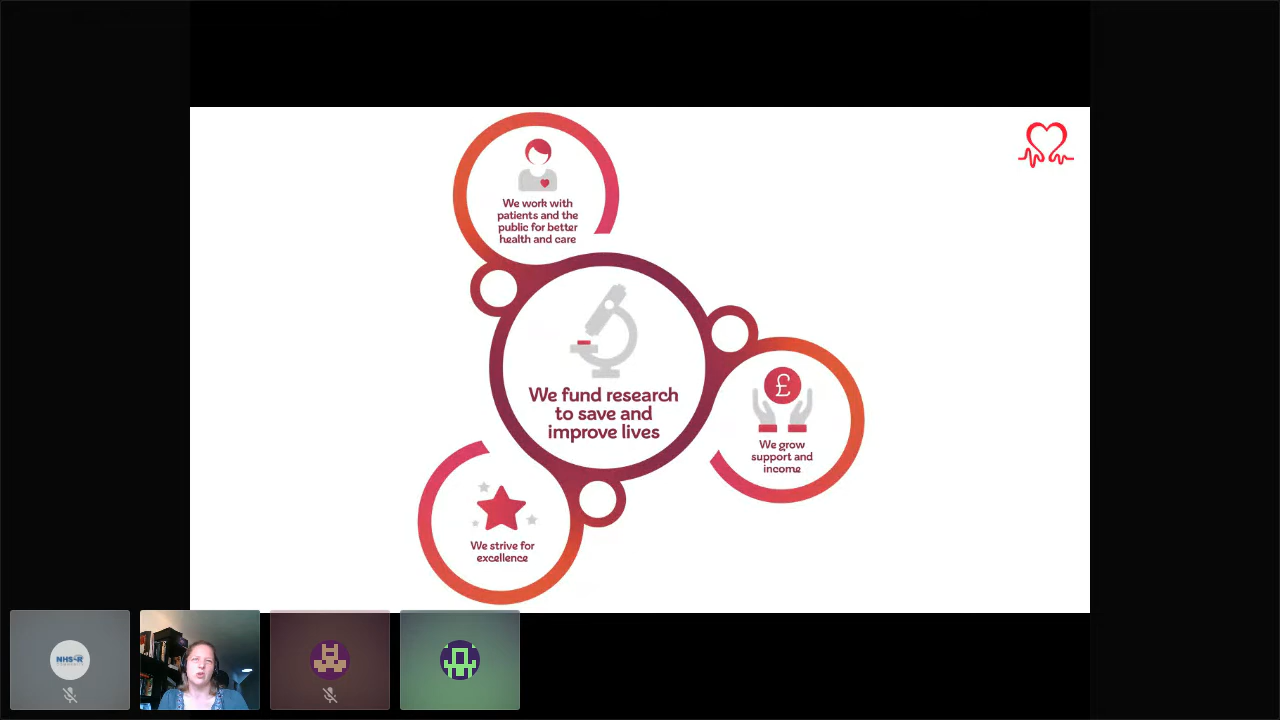 We work with
patients and the
public for better
health and care
We fund research
to save and
improve lives
£
We grow
support and
income
We strive for
excellence
NHS-R